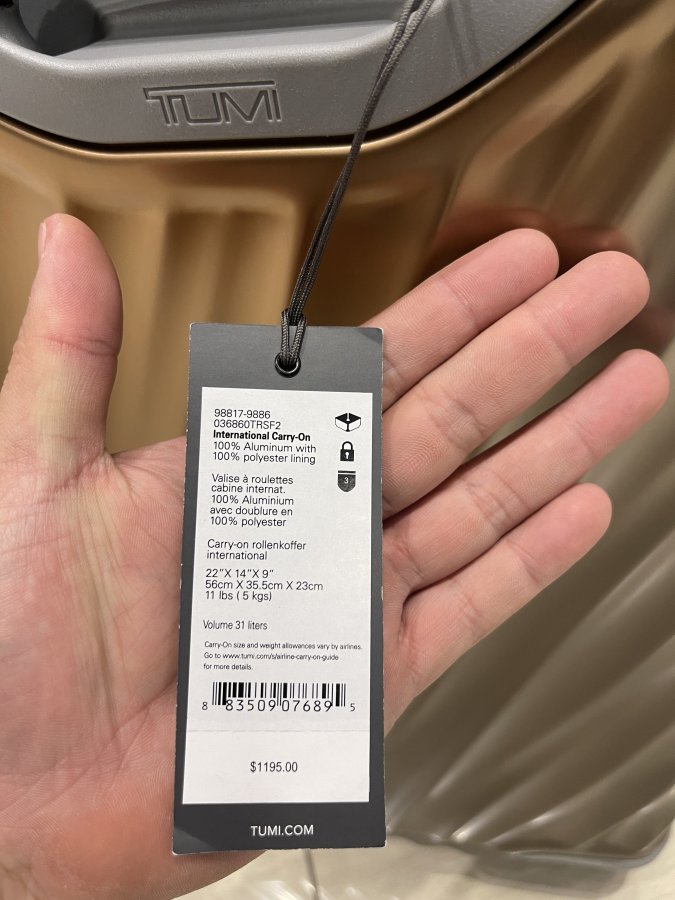 TUMI
98817-9886
036860TRSF2
International Carry-On
100% Aluminum with
100% polyester lining
3
Valise à roulettes
cabine internat.
100% Aluminium
avec doublure en
100% polyester
Carry-on rollenkoffer
international
22"X 14"X 9"
56cm X 35.5cm X 23cm
11 lbs ( 5 kgs)
Volume 31 liters
Carry-On size and weight allowances vary by airlines.
Go to www.tumi.com/s/airline-carry-on-guide
for more details.
8 83509 07689 5
$1195.00
TUMI.COM